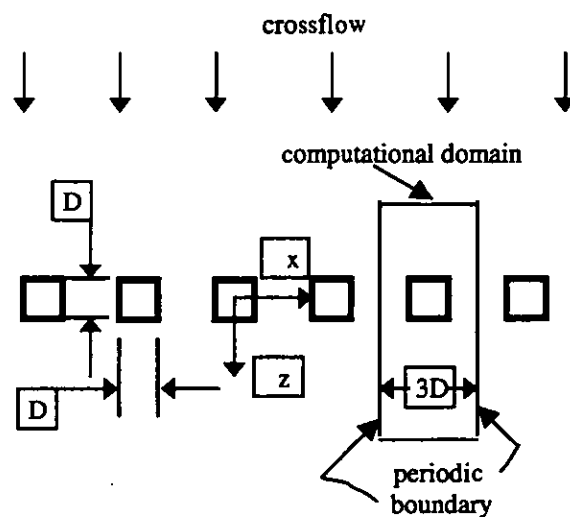 crossflow
computational domain
D
x
D
z
3D
periodic
boundary